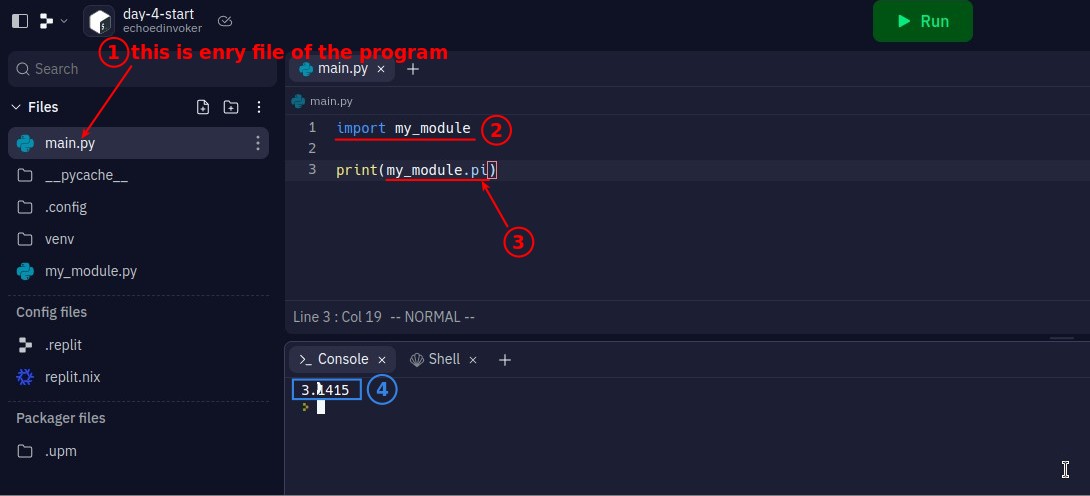 day-4-start
echoedinvoker
Run
1 this is enry file of the program
Search
Files
main.py
__pycache__
.config
venv
my_module.py
Config files
.replit
replit.nix
Packager files
.upm
main.py
main.py
1 import my_module 2
2
3 print(my_module.pi)
3
Line 3 : Col 19 -- NORMAL --
Console
Shell
3.1415 4